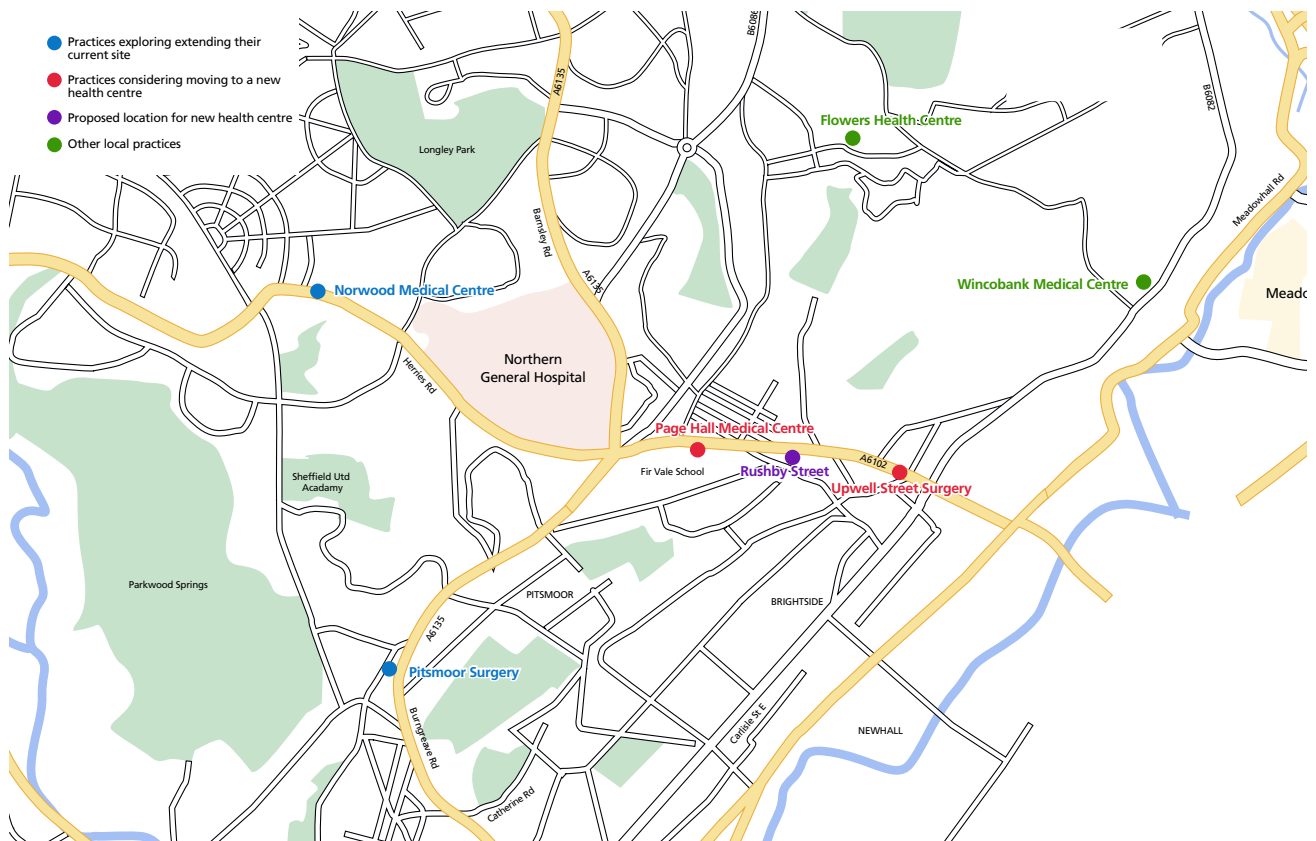 Practices exploring extending their
current site
Practices considering moving to a new
health centre
Proposed location for new health centre
Other local practices
A6135
B6086
B6082
Flowers Health Centre
Longley Park
Meadowhall Rd
Barnsley Rd
A6135
Wincobank Medical Centre
Norwood Medical Centre
Northern
General Hospital
Herries Rd
Page Hall Medical Centre
A6102
Fir Vale School
Rushby Street
Upwell Street Surgery
Sheffield Utd
Acadamy
Parkwood Springs
PITSMOOR
BRIGHTSIDE
A6135
Pitsmoor Surgery
Burngreave Rd
Carlisle St E
NEWHALL
Catherine Rd